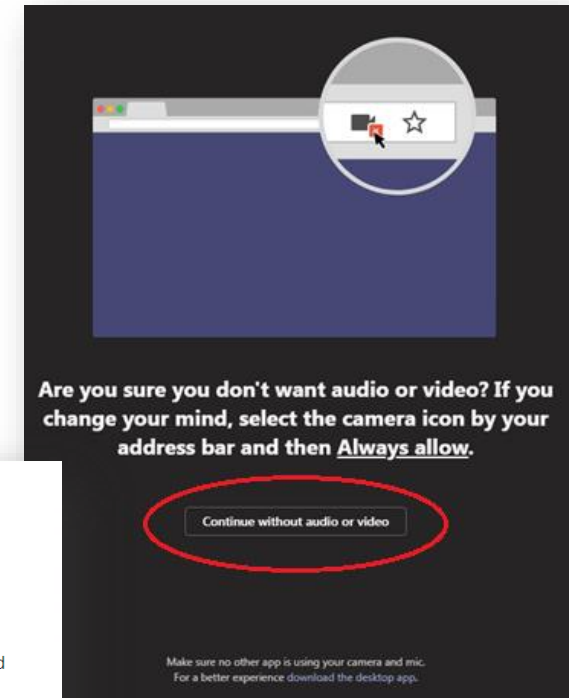 Are you sure you don't want audio or video? If you
change your mind, select the camera icon by your
address bar and then Always allow.
Continue without audio or video
Make sure no other app is using your camera and mic.
For a better experience download the desktop app.